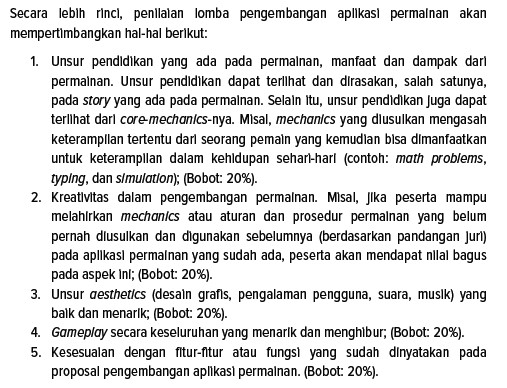 Secara lebih rinci, penilaian lomba pengembangan aplikasi permainan akan
mempertimbangkan hal-hal berikut:
1. Unsur pendidikan yang ada pada permainan, manfaat dan dampak dari
permainan. Unsur pendidikan dapat terlihat dan dirasakan, salah satunya,
pada story yang ada pada permainan. Selain itu, unsur pendidikan juga dapat
terlihat dari core-mechanics-nya. Misal, mechanics yang diusulkan mengasah
keterampilan tertentu dari seorang pemain yang kemudian bisa dimanfaatkan
untuk keterampilan dalam kehidupan sehari-hari (contoh: math problems,
typing, dan simulation); (Bobot: 20%).
2. Kreativitas dalam pengembangan permainan. Misal, jika peserta mampu
melahirkan mechanics atau aturan dan prosedur permainan yang belum
pernah diusulkan dan digunakan sebelumnya (berdasarkan pandangan juri)
pada aplikasi permainan yang sudah ada, peserta akan mendapat nilai bagus
pada aspek ini; (Bobot: 20%).
3. Unsur aesthetics (desain grafis, pengalaman pengguna, suara, musik) yang
baik dan menarik; (Bobot: 20%).
4. Gameplay secara keseluruhan yang menarik dan menghibur; (Bobot: 20%).
5. Kesesuaian dengan fitur-fitur atau fungsi yang sudah dinyatakan pada
proposal pengembangan aplikasi permainan. (Bobot: 20%).